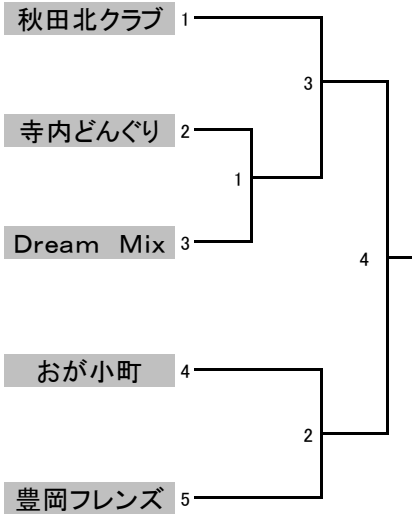 秋田北クラブ 1
3
寺内どんぐり 2
1
Dream Mix 3
4
おが小町 4
2
豊岡フレンズ 5